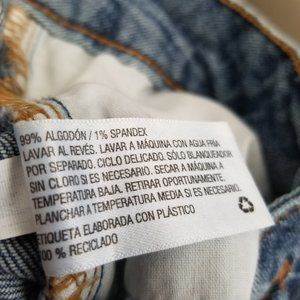 99% ALGODÓN / 1% SPANDEX
LAVAR AL REVÉS. LAVAR A MÁQUINA CON AGUA FRÍA
POR SEPARADO. CICLO DELICADO. SÓLO BLANQUEADOR
SIN CLORO SI ES NECESARIO. SECAR A MÁQUINA A
TEMPERATURA BAJA. RETIRAR OPORTUNAMENTE.
PLANCHAR A TEMPERATURA MEDIA SI ES NECESARIO.
ETIQUETA ELABORADA CON PLÁSTICO
100 % RECICLADO